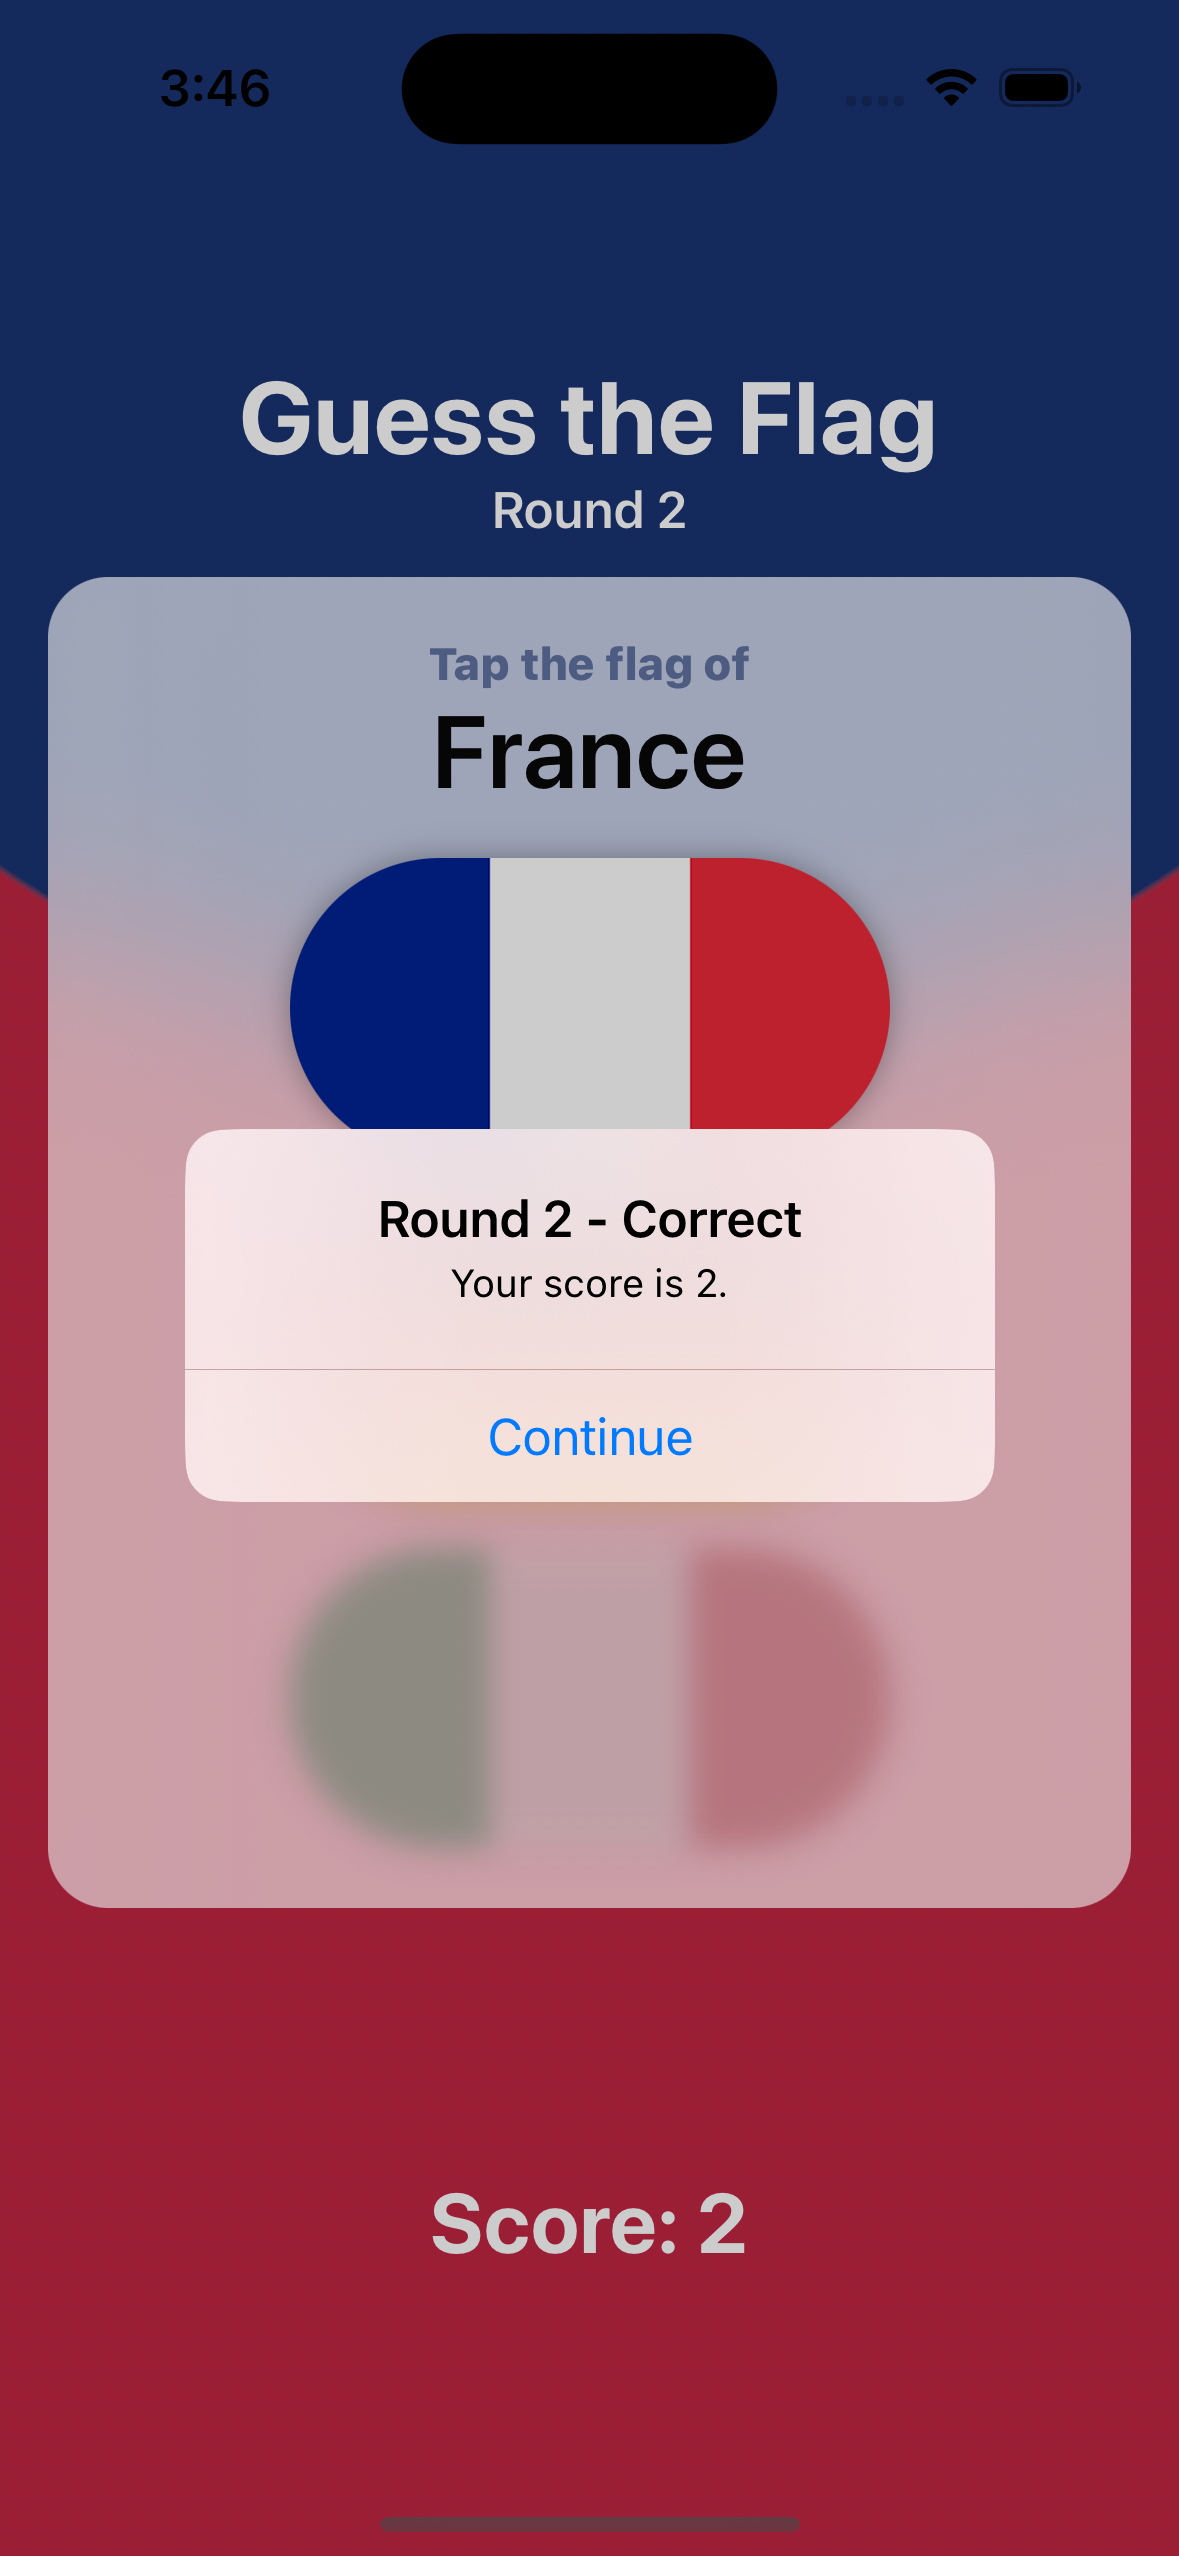 3:46
Guess the Flag
Round 2
Tap the flag of
France
Round 2 - Correct
Your score is 2.
Continue
Score: 2